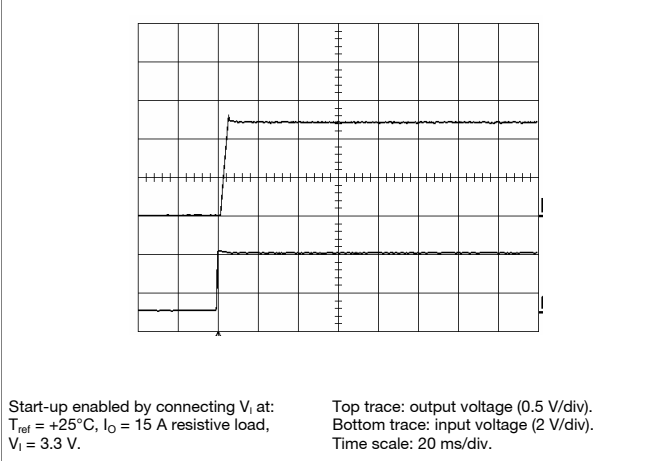 Start-up enabled by connecting VI at:
Tref = +25°C, IO = 15 A resistive load,
VI = 3.3 V.
Top trace: output voltage (0.5 V/div).
Bottom trace: input voltage (2 V/div).
Time scale: 20 ms/div.